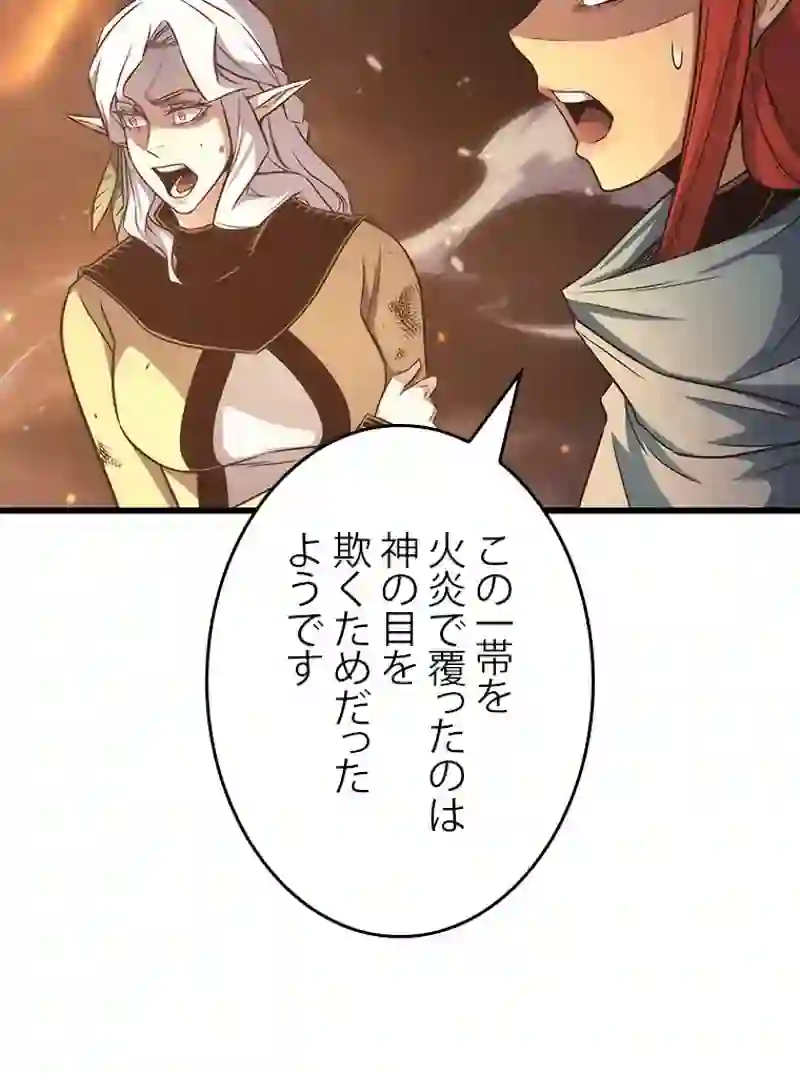 この一帯を
火炎で覆ったのは
神の目を
欺くためだった
ようです